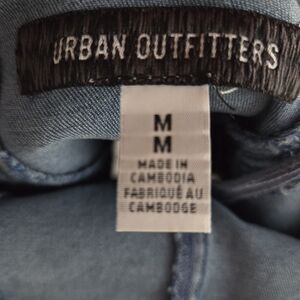 URBAN OUTFITTERS
M
M
MADE IN
CAMBODIA
FABRIQUÉ AU
CAMBODGE